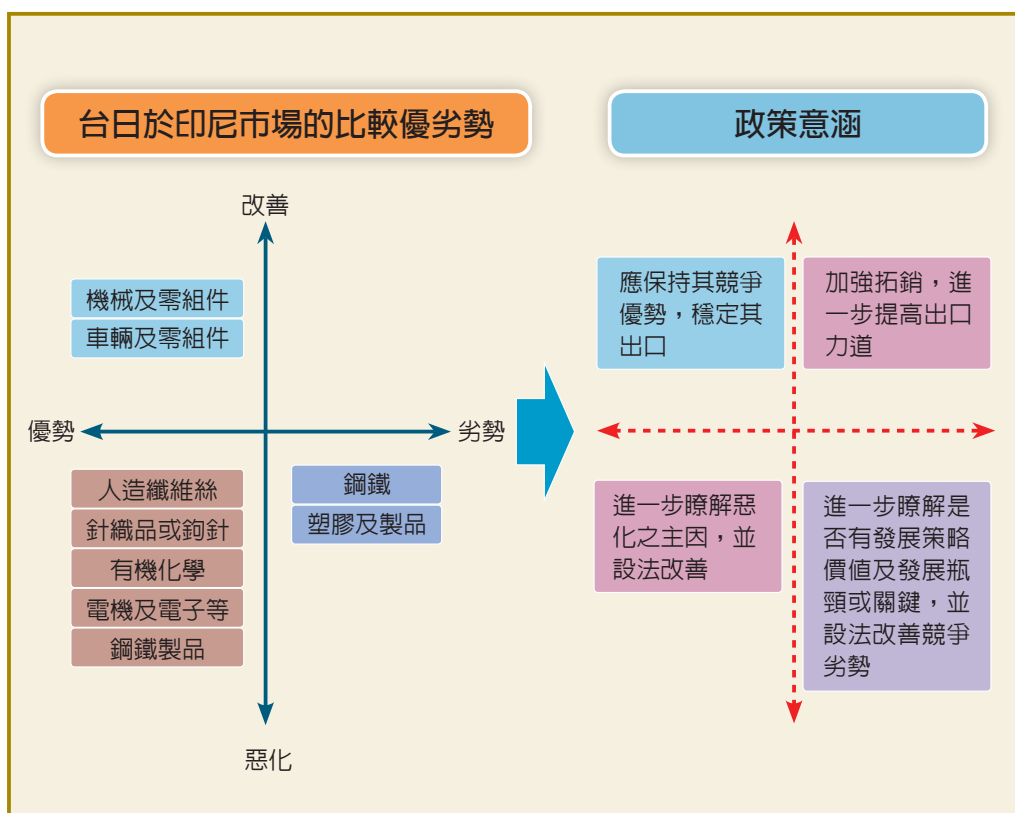 台日於印尼市場的比較優劣勢
改善
機械及零組件
車輛及零組件
優勢
劣勢
人造纖維絲
針織品或鉤針
有機化學
電機及電子等
鋼鐵製品
鋼鐵
塑膠及製品
惡化
政策意涵
應保持其競爭
優勢，穩定其
出口
加強拓銷，進
一步提高出口
力道
進一步瞭解惡
化之主因，並
設法改善
進一步瞭解是
否有發展策略
價值及發展瓶
頸或關鍵，並
設法改善競爭
劣勢